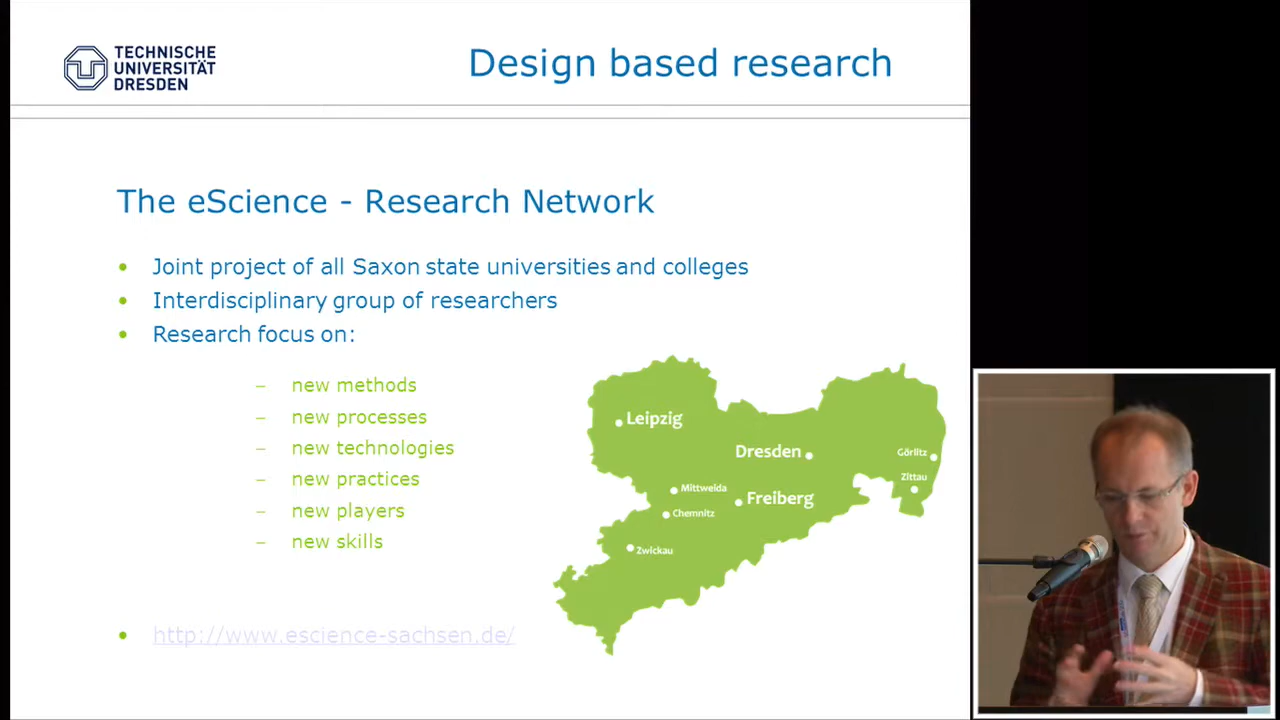 TECHNISCHE
UNIVERSITÄT
DRESDEN
Design based research
The eScience - Research Network
• Joint project of all Saxon state universities and colleges
• Interdisciplinary group of researchers
• Research focus on:
– new methods
– new processes
– new technologies
– new practices
– new players
– new skills
Leipzig
Dresden
Görlitz
Zittau
Mittweida
Freiberg
Chemnitz
Zwickau
• http://www.escience-sachsen.de/